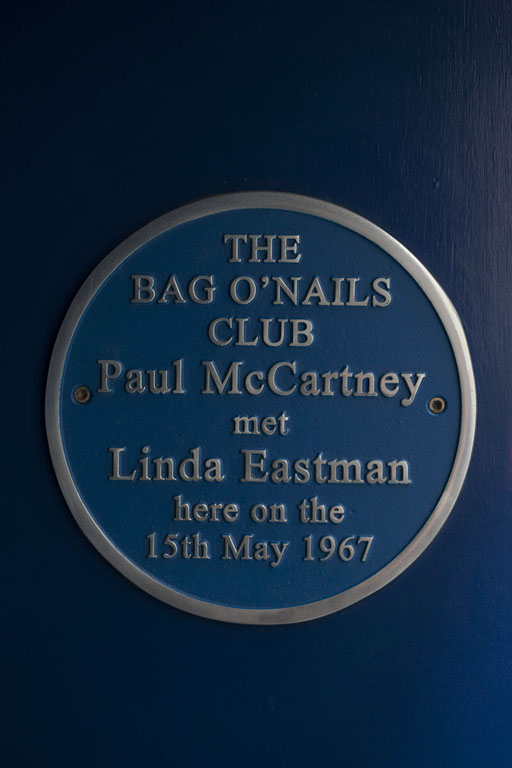 THE
BAG O'NAILS
CLUB
Paul McCartney
met
Linda Eastman
here on the
15th May 1967